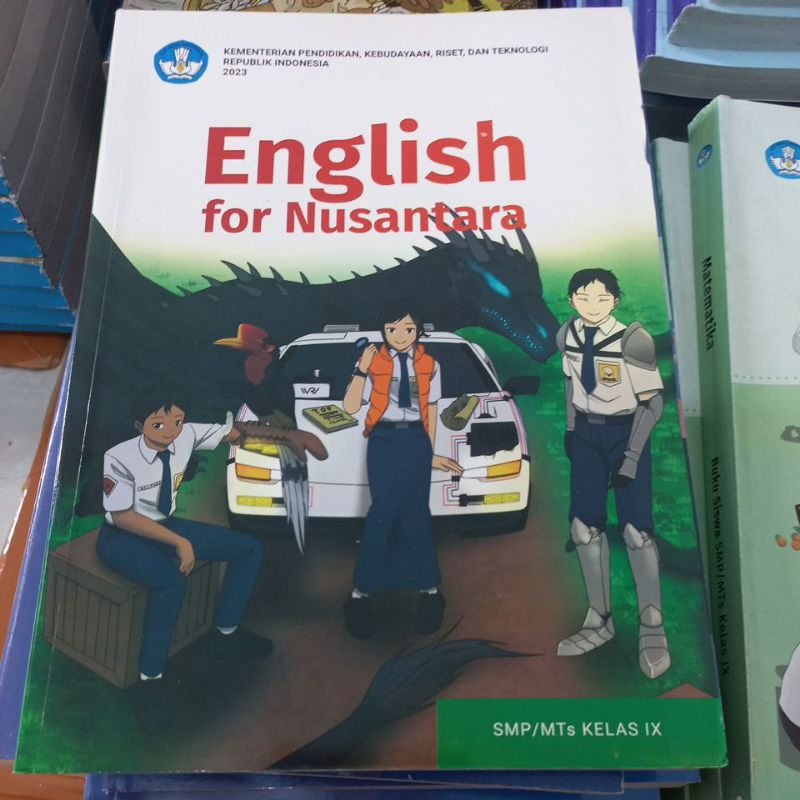 KEMENTERIAN PENDIDIKAN, KEBUDAYAAN, RISET, DAN TEKNOLOGI
REPUBLIK INDONESIA
2023
English
for Nusantara
SMP/MTs KELAS IX
Matematika
Buku Siswa SMP/MTs Kelas IX